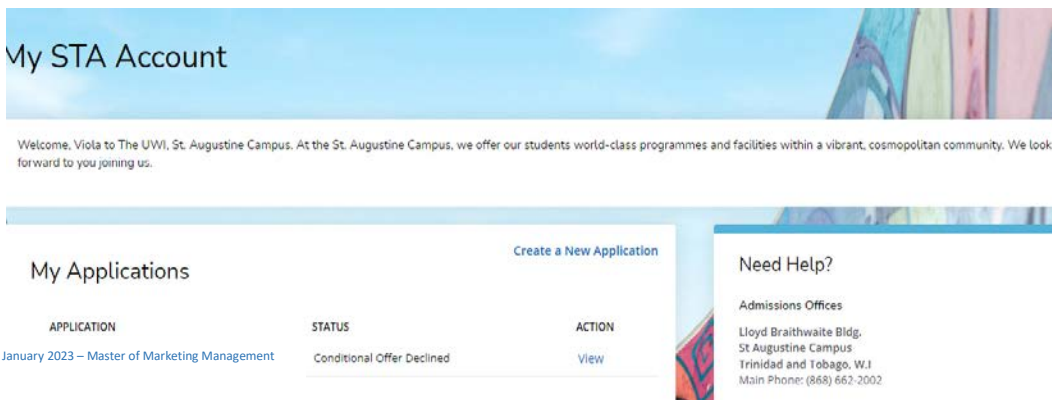 My STA Account
Welcome, Viola to The UWI, St. Augustine Campus. At the St. Augustine Campus, we offer our students world-class programmes and facilities within a vibrant, cosmopolitan community. We look
forward to you joining us.
My Applications
Create a New Application
APPLICATION STATUS ACTION
January 2023 – Master of Marketing Management Conditional Offer Declined View
Need Help?
Admissions Offices
Lloyd Braithwaite Bldg.
St Augustine Campus
Trinidad and Tobago, W.I
Main Phone: (868) 662-2002